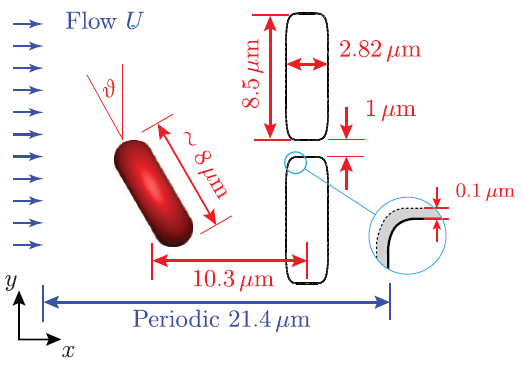 Flow U
ϑ
8.5 μm
2.82 μm
1 μm
~ 8 μm
0.1 μm
10.3 μm
Periodic 21.4 μm
y
x